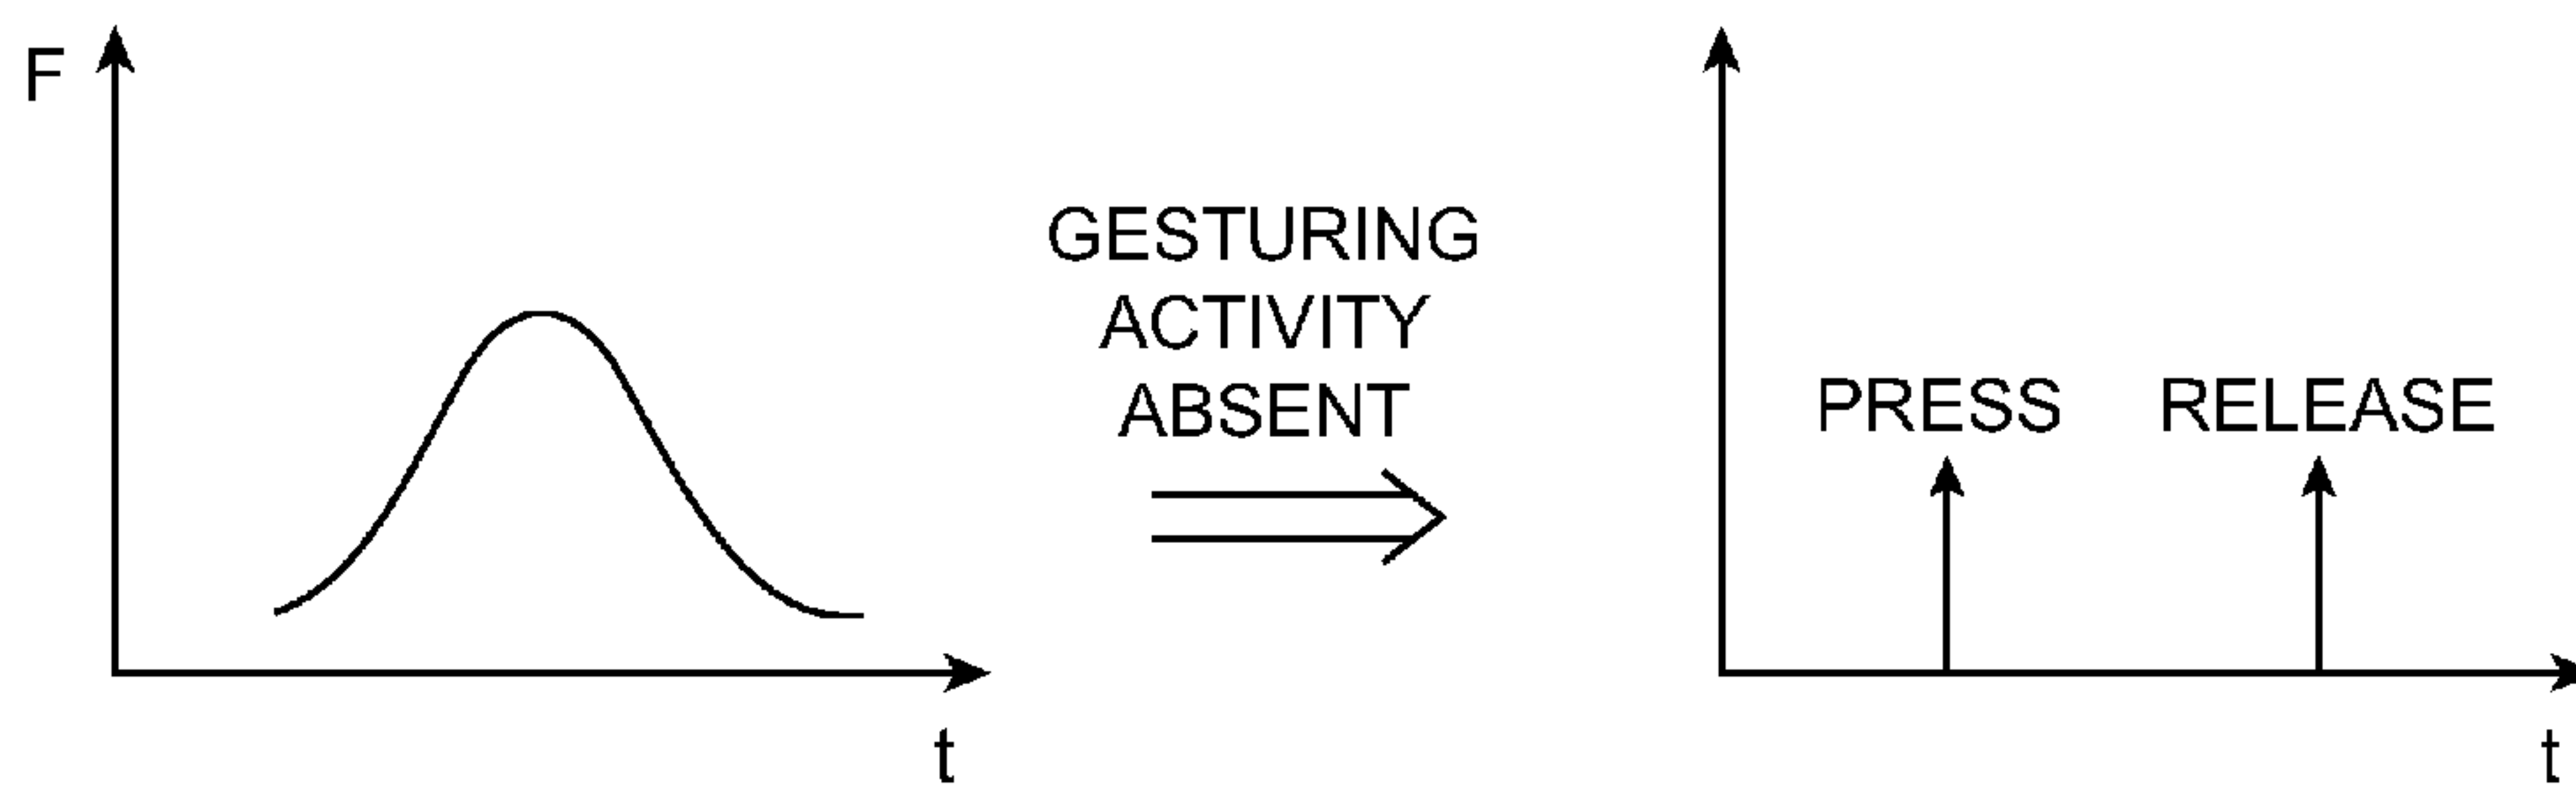 F
GESTURING
ACTIVITY
ABSENT
PRESS RELEASE
t
t